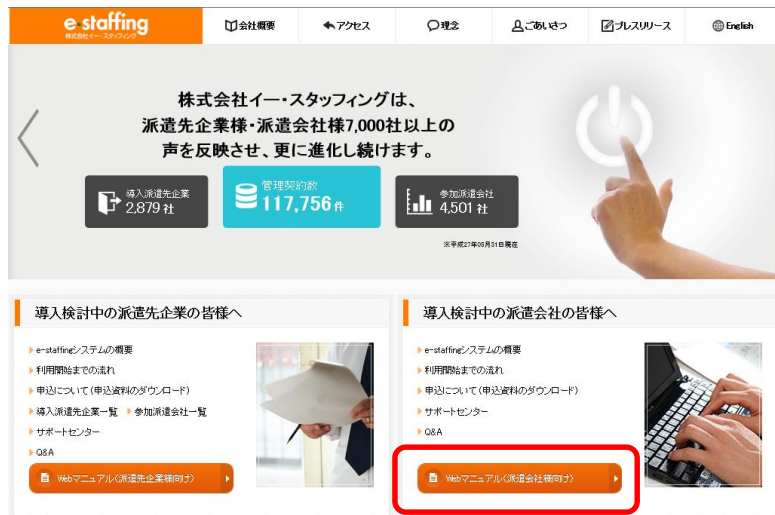 e-staffing
株式会社イー・スタッフィング
会社概要
アクセス
理念
ごあいさつ
プレスリリース
English
株式会社イー・スタッフィングは、
派遣先企業様・派遣会社様7,000社以上の
声を反映させ、更に進化し続けます。
導入派遣先企業
2,879 社
管理契約数
117,756 件
参加派遣会社
4,501 社
※平成27年05月31日現在
導入検討中の派遣先企業の皆様へ
e-staffingシステムの概要
利用開始までの流れ
申込について(申込資料のダウンロード)
導入派遣先企業一覧 参加派遣会社一覧
サポートセンター
Q&A
Webマニュアル(派遣先企業様向け)
導入検討中の派遣会社の皆様へ
e-staffingシステムの概要
利用開始までの流れ
申込について(申込資料のダウンロード)
サポートセンター
Q&A
Webマニュアル(派遣会社様向け)